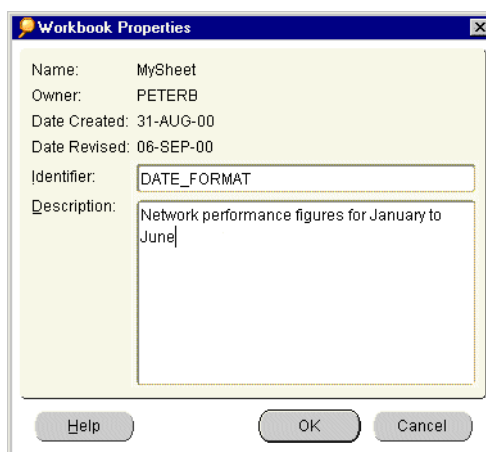 Workbook Properties
Name: MySheet
Owner: PETERB
Date Created: 31-AUG-00
Date Revised: 06-SEP-00
Identifier: DATE_FORMAT
Description: Network performance figures for January to
June
Help OK Cancel